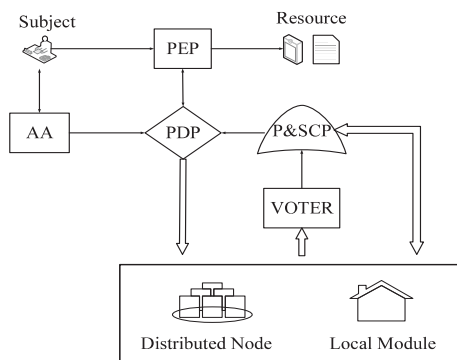 Subject
Resource
PEP
AA
PDP
P&SCP
VOTER
Distributed Node
Local Module